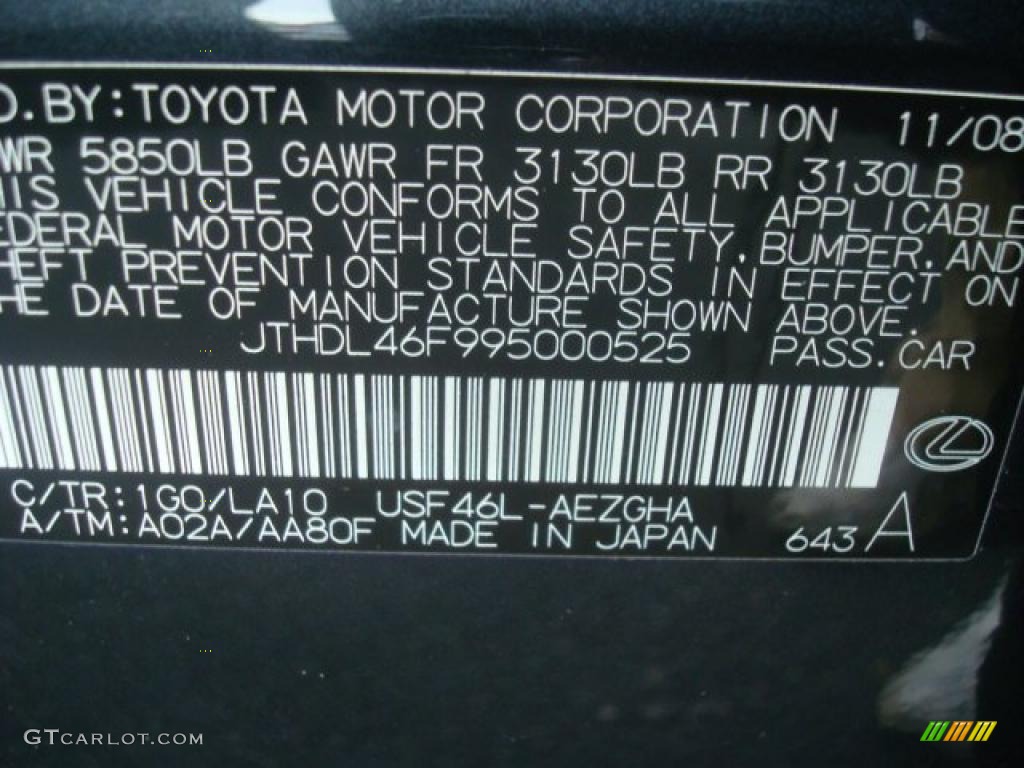 D.BY:TOYOTA MOTOR CORPORATION 11/08
WR 5850LB GAWR FR 3130LB RR 3130LB
HIS VEHICLE CONFORMS TO ALL APPLICABLE
EDERAL MOTOR VEHICLE SAFETY,BUMPER,AND
HEFT PREVENTION STANDARDS IN EFFECT ON
HE DATE OF MANUFACTURE SHOWN ABOVE.
JTHDL46F995000525 PASS.CAR
C/TR:1G0/LA10 USF46L-AEZGHA
A/TM:A02A/AA80F MADE IN JAPAN 643 A
GTCARLOT.COM